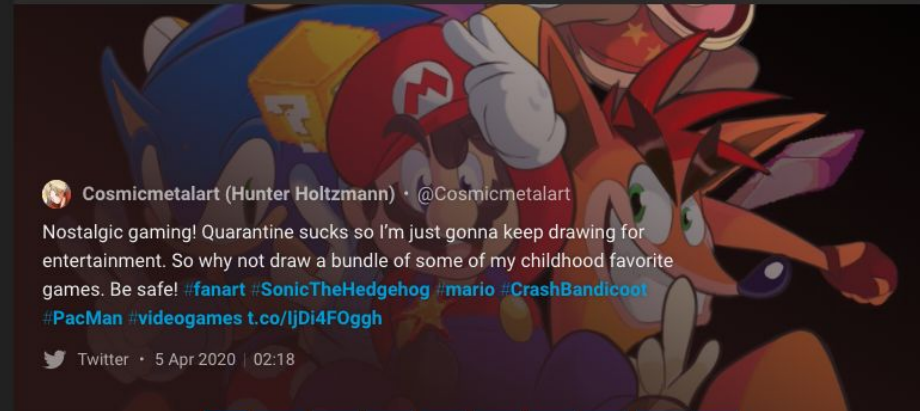 Cosmicmetalart (Hunter Holtzmann) • @Cosmicmetalart
Nostalgic gaming! Quarantine sucks so I'm just gonna keep drawing for
entertainment. So why not draw a bundle of some of my childhood favorite
games. Be safe! #fanart #SonicTheHedgehog #mario #CrashBandicoot
#PacMan #videogames t.co/IjDi4FOggh
Twitter • 5 Apr 2020 | 02:18
M
?